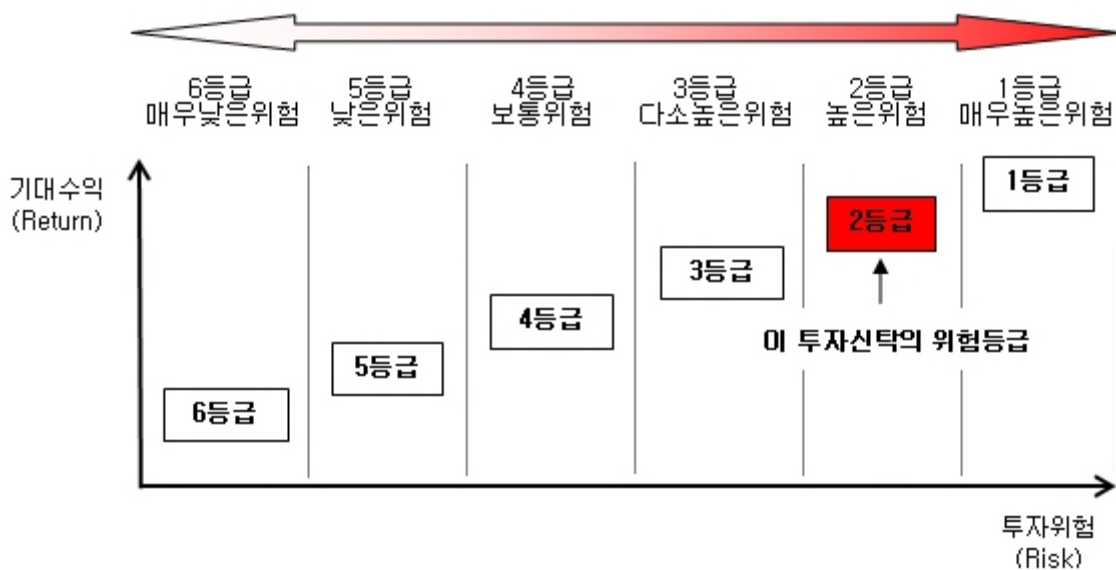 6등급 5등급 4등급 3등급 2등급 1등급
매우낮은위험 낮은위험 보통위험 다소높은위험 높은위험 매우높은위험
기대수익
(Return)
1등급
2등급
3등급
4등급
이 투자신탁의 위험등급
5등급
6등급
투자위험
(Risk)